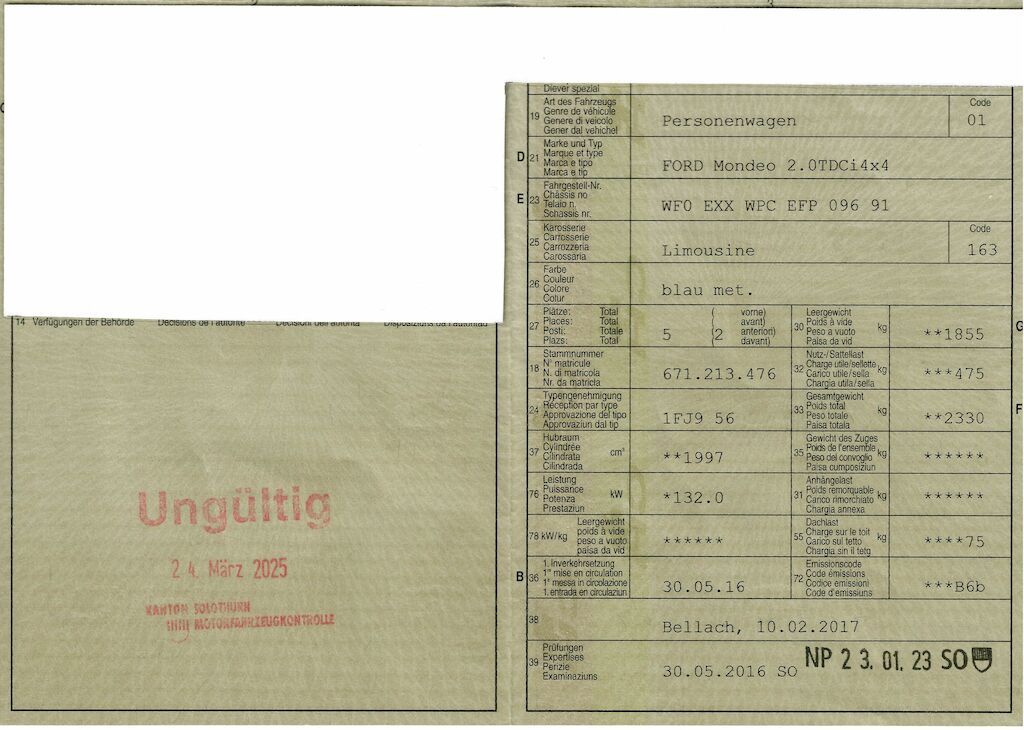 14 Verfügungen der Behörde Décisions de l'autorité Decisioni dell'autorità Disposiziuns da l'autoritad
Ungültig
24. März 2025
KANTON SOLOTHURN
MOTORFAHRZEUGKONTROLLE
Diever spezial
19
Art des Fahrzeugs
Genre de véhicule
Genere di veicolo
Gener dal vehichel
Personenwagen
Code
01
D 21
Marke und Typ
Marque et type
Marca e tipo
Marca e tip
FORD Mondeo 2.0TDCi4x4
E 23
Fahrgestell-Nr.
Châssis no
Telaio n.
Schassis nr.
WF0 EXX WPC EFP 096 91
25
Karosserie
Carrosserie
Carrozzeria
Carossaria
Limousine
Code
163
26
Farbe
Couleur
Colore
Colur
blau met.
27
Plätze: Total ( vorne)
Places: Total ( avant)
Posti: Totale ( anteriori)
Plazs: Total ( davant)
5 (2
30
Leergewicht
Poids à vide
Peso a vuoto
Paisa da vid
kg
**1855
G
18
Stammnummer
N° matricule
N. di matricola
Nr. da matricla
671.213.476
32
Nutz-/Sattellast
Charge utile/sellette
Carico utile/sella
Chargia utila/sella
kg
***475
24
Typengenehmigung
Réception par type
Approvazione del tipo
Approvaziun dal tip
1FJ9 56
33
Gesamtgewicht
Poids total
Peso totale
Paisa totala
kg
**2330
F
37
Hubraum
Cylindrée
Cilindrata
Cilindrada
cm³
**1997
35
Gewicht des Zuges
Poids de l'ensemble
Peso del convoglio
Paisa cumposiziun
kg
******
76
Leistung
Puissance
Potenza
Prestaziun
kW
*132.0
31
Anhängelast
Poids remorquable
Carico rimorchiato
Chargia annexa
kg
******
78 kW/kg
Leergewicht
poids à vide
peso a vuoto
paisa da vid
******
55
Dachlast
Charge sur le toit
Carico sul tetto
Chargia sin il tetg
kg
****75
B 36
1. Inverkehrsetzung
1re mise en circulation
1a messa in circolazione
1. entrada en circulaziun
30.05.16
72
Emissionscode
Code émissions
Codice emissioni
Code d'emissiuns
***B6b
38
Bellach, 10.02.2017
39
Prüfungen
Expertises
Perizie
Examinaziuns
30.05.2016 SO
NP 23.01.23 SO